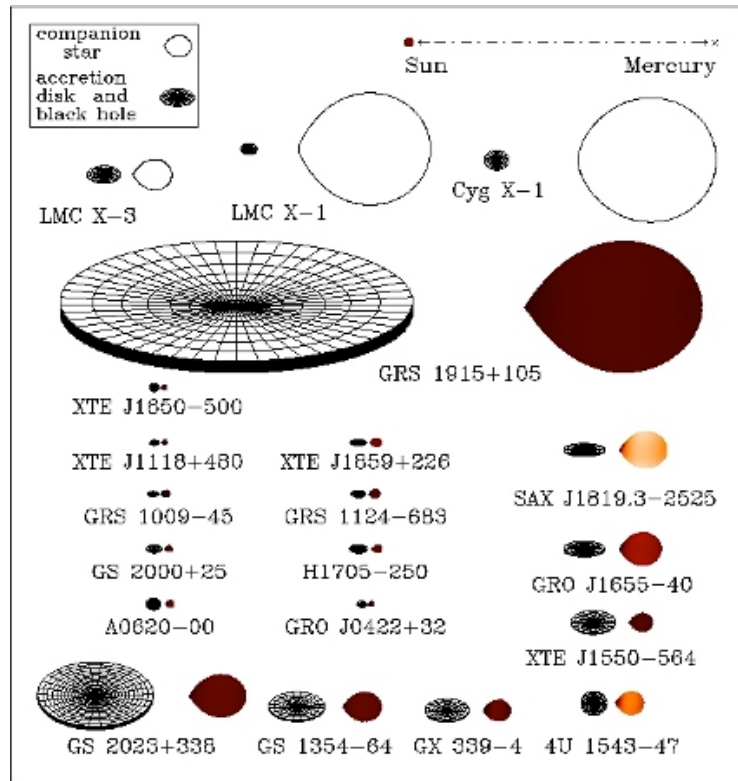 companion
star
accretion
disk and
black hole
Sun Mercury
LMC X-3
LMC X-1
Cyg X-1
GRS 1915+105
XTE J1650-500
XTE J1118+480
XTE J1859+226
SAX J1819.3-2525
GRS 1009-45
GRS 1124-683
GS 2000+25
H1705-250
GRO J1655-40
A0620-00
GRO J0422+32
XTE J1550-564
GS 2023+338
GS 1354-64
GX 339-4
4U 1543-47